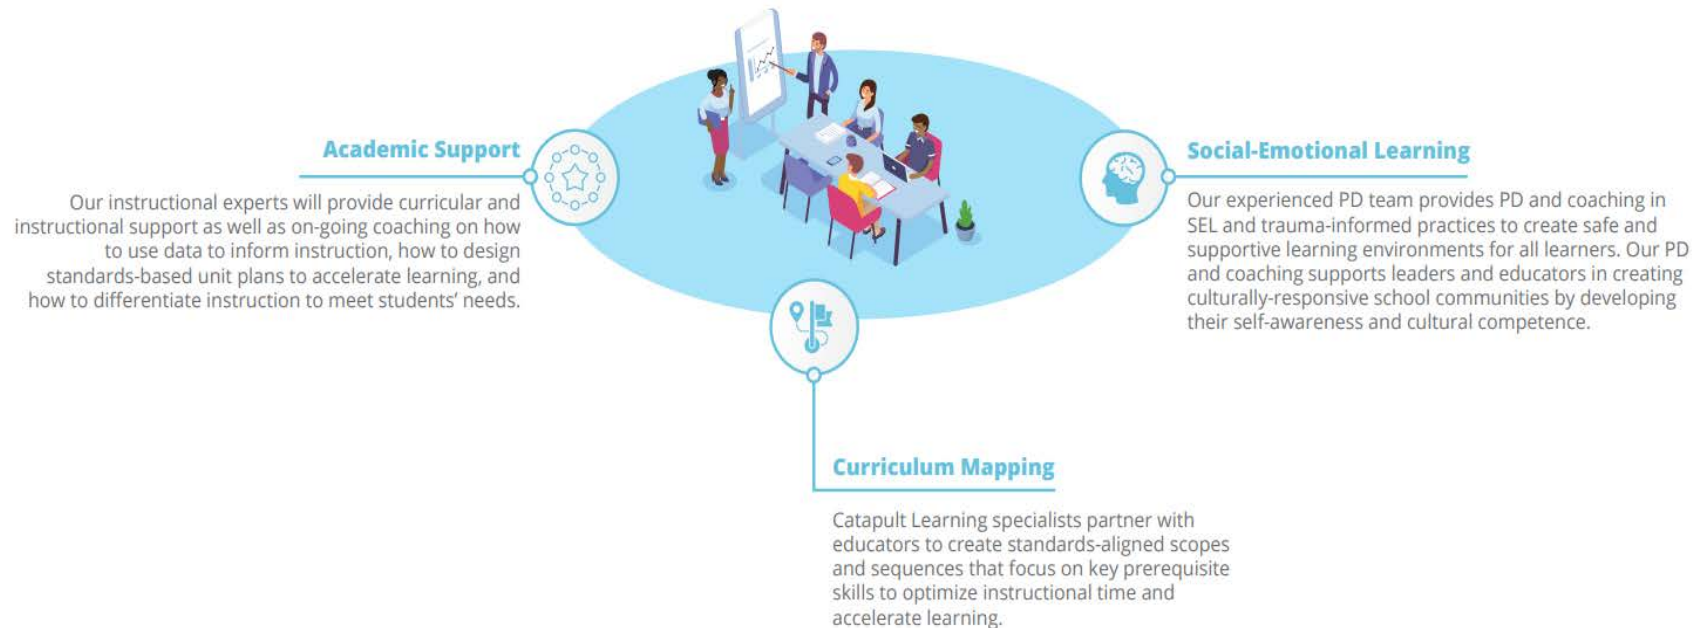 Academic Support
Our instructional experts will provide curricular and
instructional support as well as on-going coaching on how
to use data to inform instruction, how to design
standards-based unit plans to accelerate learning, and
how to differentiate instruction to meet students’ needs.
Social-Emotional Learning
Our experienced PD team provides PD and coaching in
SEL and trauma-informed practices to create safe and
supportive learning environments for all learners. Our PD
and coaching supports leaders and educators in creating
culturally-responsive school communities by developing
their self-awareness and cultural competence.
Curriculum Mapping
Catapult Learning specialists partner with
educators to create standards-aligned scopes
and sequences that focus on key prerequisite
skills to optimize instructional time and
accelerate learning.